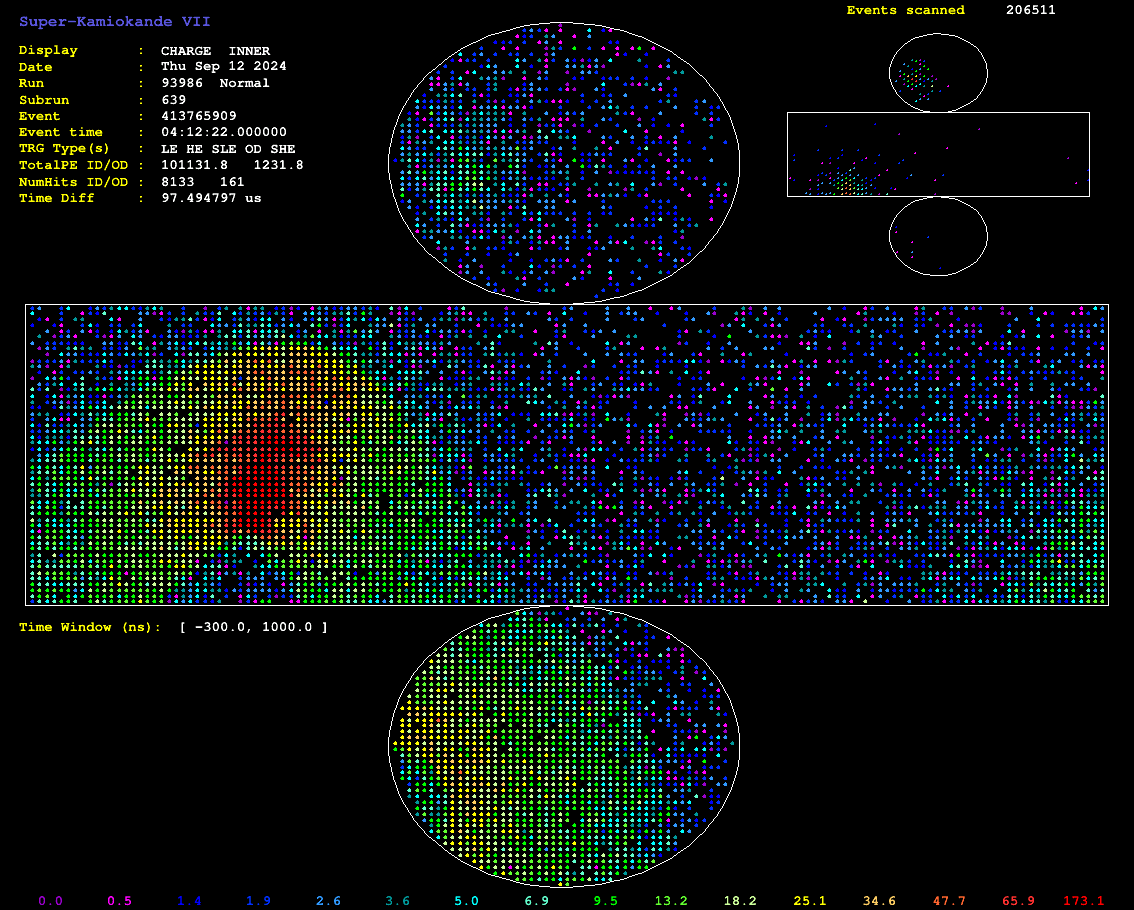 Super-Kamiokande VII
Events scanned 206511
Display : CHARGE INNER
Date : Thu Sep 12 2024
Run : 93986 Normal
Subrun : 639
Event : 413765909
Event time : 04:12:22.000000
TRG Type(s) : LE HE SLE OD SHE
TotalPE ID/OD : 101131.8 1231.8
NumHits ID/OD : 8133 161
Time Diff : 97.494797 us
Time Window (ns): [ -300.0, 1000.0 ]
0.0 0.5 1.4 1.9 2.6 3.6 5.0 6.9 9.5 13.2 18.2 25.1 34.6 47.7 65.9 173.1